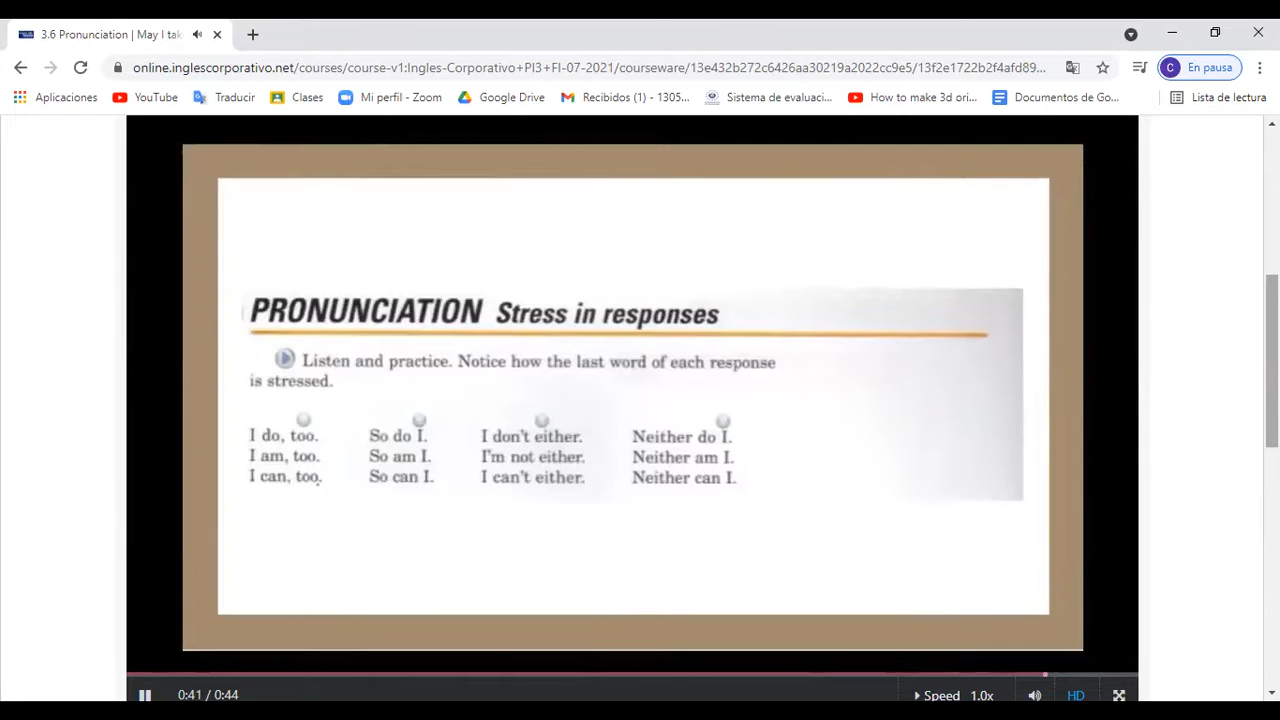 3.6 Pronunciation | May I tak
online.inglescorporativo.net/courses/course-v1:Ingles-Corporativo+PI3+FI-07-2021/courseware/13e432b272c6426aa30219a2022cc9e5/13f2e1722b2f4afd89...
C En pausa
Aplicaciones YouTube Traducir Clases Mi perfil - Zoom Google Drive Recibidos (1) - 1305... Sistema de evaluaci... How to make 3d ori... Documentos de Go... Lista de lectura
PRONUNCIATION Stress in responses
Listen and practice. Notice how the last word of each response
is stressed.
I do, too. So do I. I don't either. Neither do I.
I am, too. So am I. I'm not either. Neither am I.
I can, too. So can I. I can't either. Neither can I.
0:41 / 0:44 Speed 1.0x HD